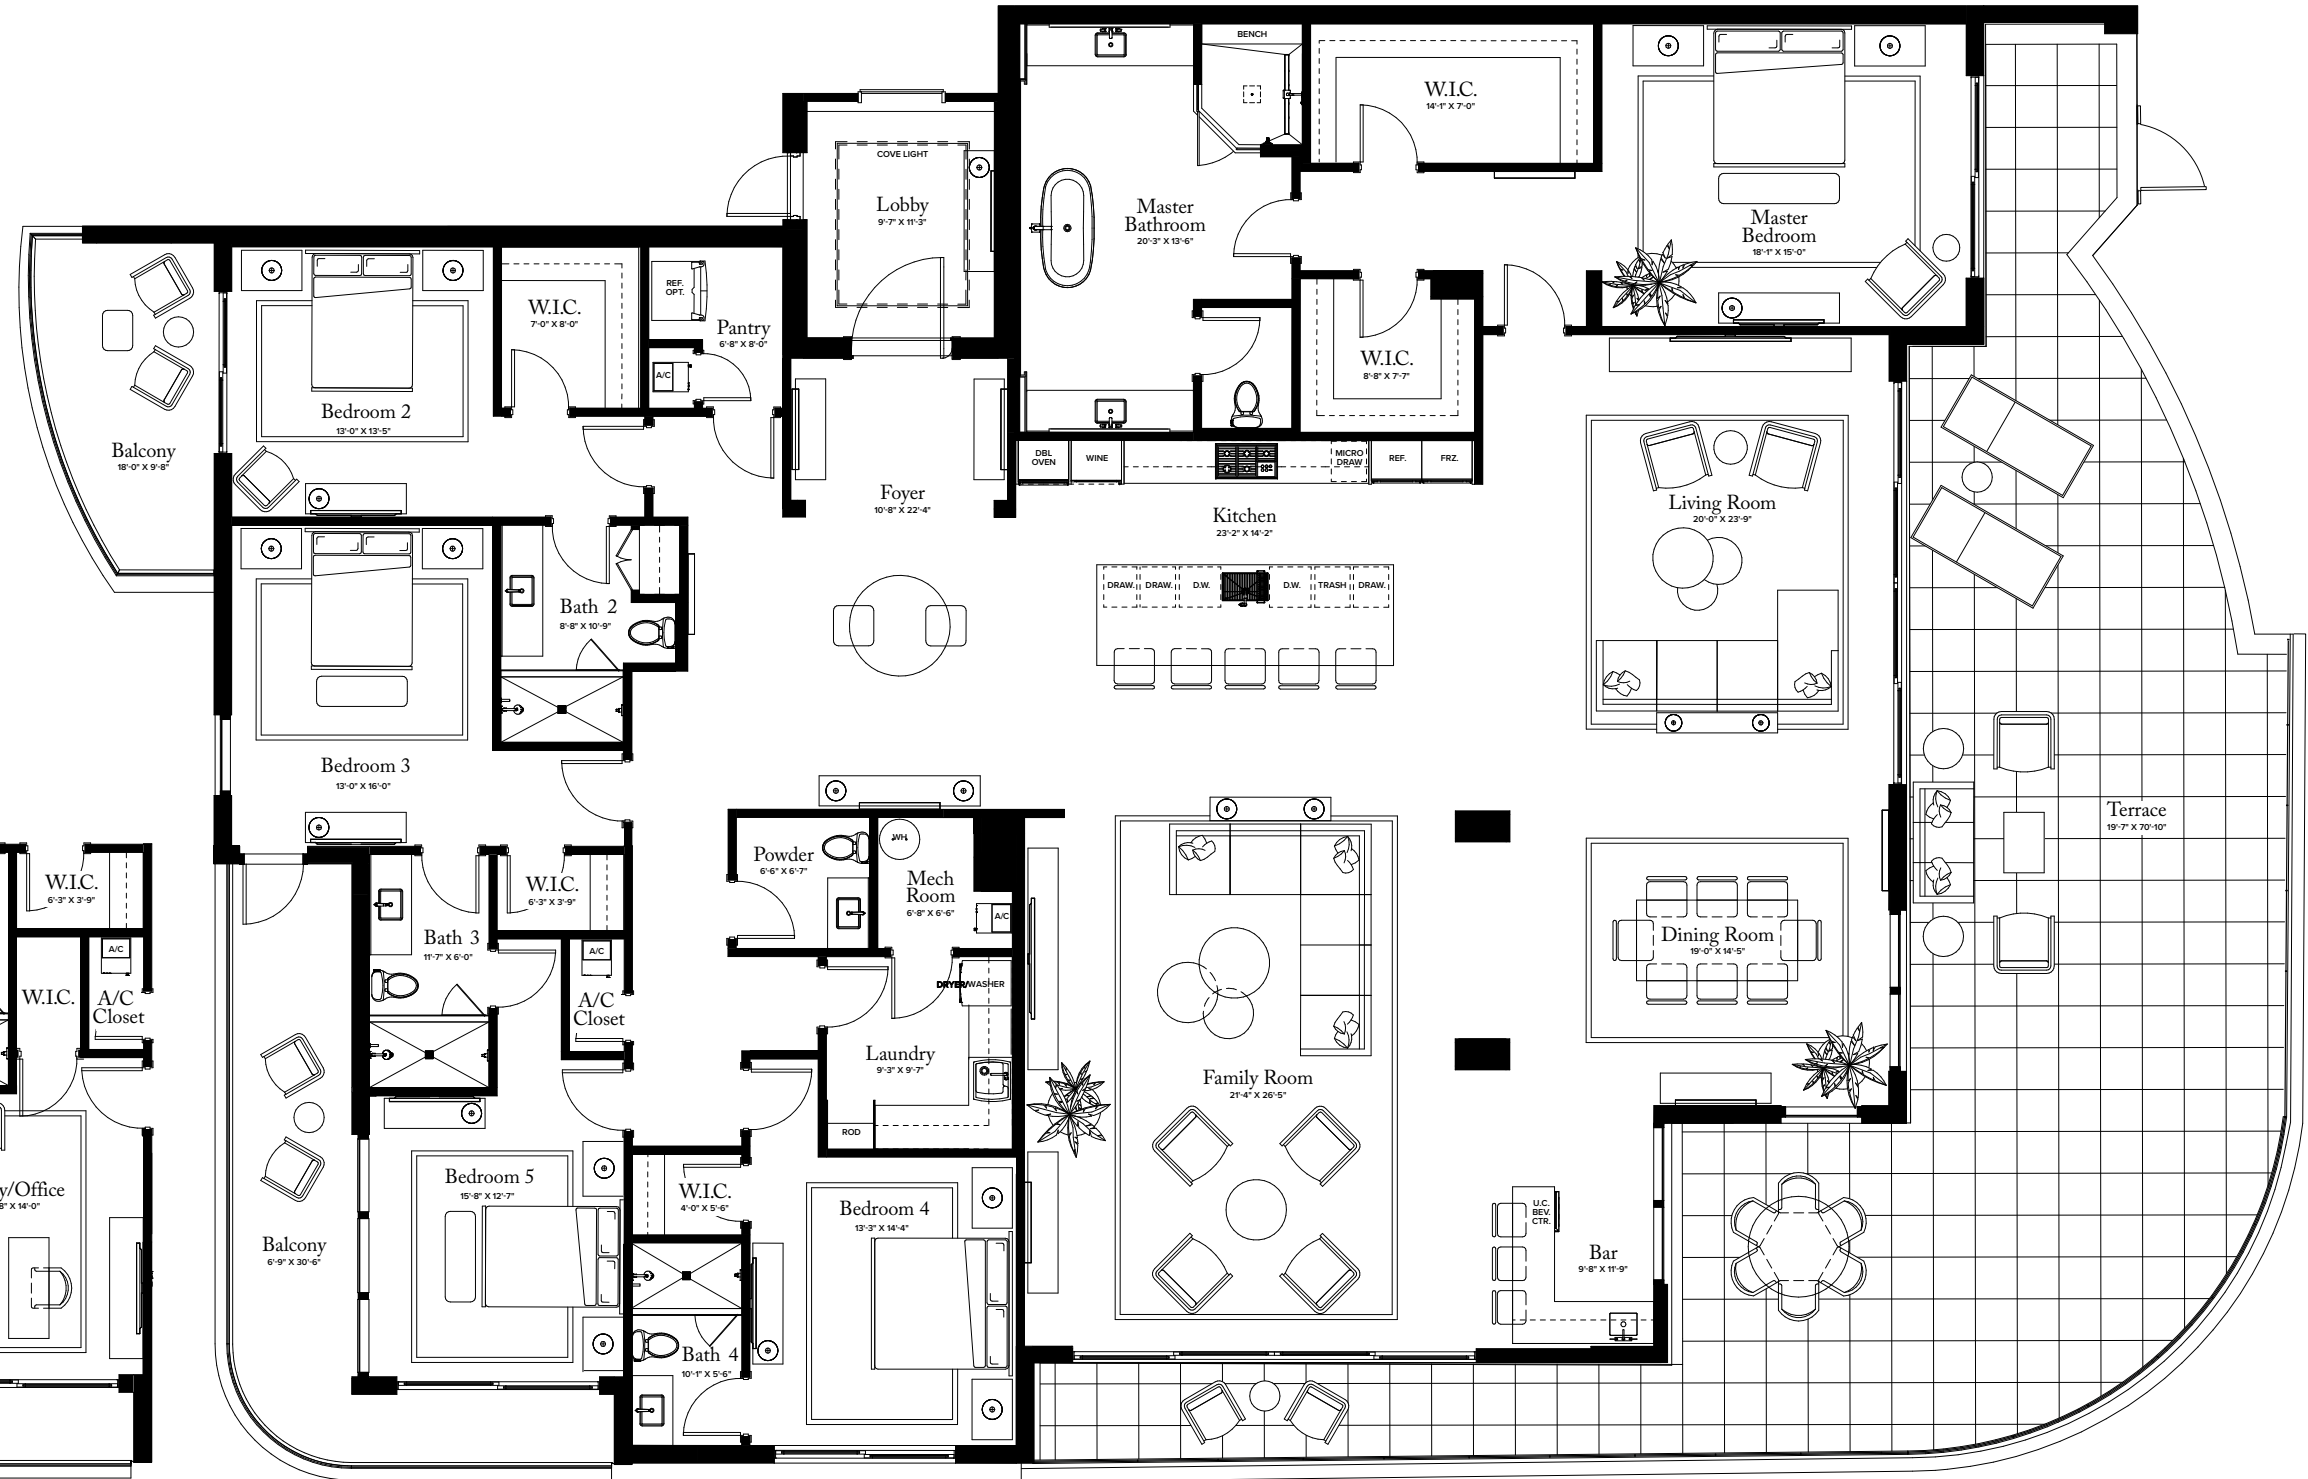 BENCH
W.I.C.
14'-1" X 7'-0"
COVE LIGHT
Lobby
9'-7" X 11'-3"
Master
Bathroom
20'-3" X 13'-6"
Master
Bedroom
18'-1" X 15'-0"
REF.
OPT.
W.I.C.
7'-0" X 8'-0"
Pantry
6'-8" X 8'-0"
A/C
W.I.C.
8'-8" X 7'-7"
Bedroom 2
13'-0" X 13'-5"
Balcony
18'-0" X 9'-8"
DBL
OVEN
WINE
MICRO
DRAW
REF.
FRZ.
Foyer
10'-8" X 22'-4"
Kitchen
23'-2" X 14'-2"
Living Room
20'-0" X 23'-9"
DRAW.
DRAW.
D.W.
D.W.
TRASH
DRAW.
Bath 2
8'-8" X 10'-9"
Bedroom 3
13'-0" X 16'-0"
Terrace
19'-7" X 70'-10"
WH
Powder
6'-6" X 6'-7"
Mech
Room
6'-8" X 6'-6"
A/C
W.I.C.
6'-3" X 3'-9"
W.I.C.
6'-3" X 3'-9"
Bath 3
11'-7" X 6'-0"
Dining Room
19'-0" X 14'-5"
A/C
A/C
DRYER/WASHER
W.I.C.
A/C
Closet
A/C
Closet
Laundry
9'-3" X 9'-7"
Family Room
21'-4" X 26'-5"
ROD
Bedroom 5
15'-8" X 12'-7"
y/Office
8" X 14'-0"
W.I.C.
4'-0" X 5'-6"
Bedroom 4
13'-3" X 14'-4"
U.C.
BEV.
CTR.
Balcony
6'-9" X 30'-6"
Bar
9'-8" X 11'-9"
Bath 4
10'-1" X 5'-6"